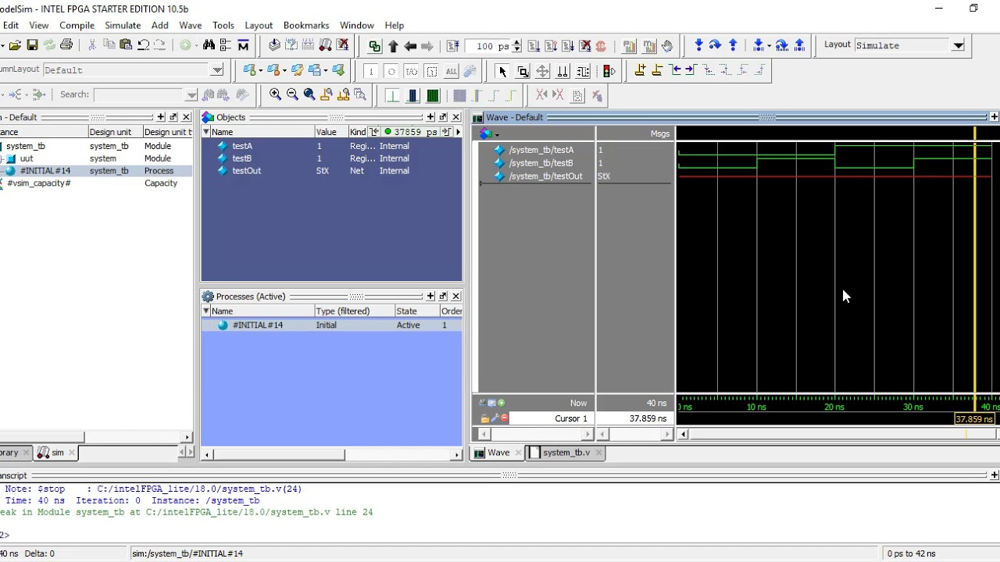 odelSim - INTEL FPGA STARTER EDITION 10.5b
Edit View Compile Simulate Add Wave Tools Layout Bookmarks Window Help
100 ps Layout Simulate
umnLayout Default ALL
Search:
- Default Objects Wave - Default
tance Design unit Design unit t Name Value Kind 37859 ps Msgs
system_tb system_tb Module testA 1 Regi... Internal /system_tb/testA 1
uut system Module testB 1 Regi... Internal /system_tb/testB 1
#INITIAL#14 system_tb Process testOut StX Net Internal /system_tb/testOut StX
#vsim_capacity# Capacity
Processes (Active)
Name Type (filtered) State Order
#INITIAL#14 Initial Active 1
Now 40 ns 0 ns 10 ns 20 ns 30 ns 40 ns
Cursor 1 37.859 ns 37.859 ns
brary sim Wave system_tb.v
anscript
Note: $stop : C:/intelFPGA_lite/18.0/system_tb.v(24)
Time: 40 ns Iteration: 0 Instance: /system_tb
eak in Module system_tb at C:/intelFPGA_lite/18.0/system_tb.v line 24
2>
40 ns Delta: 0 sim:/system_tb/#INITIAL#14 0 ps to 42 ns